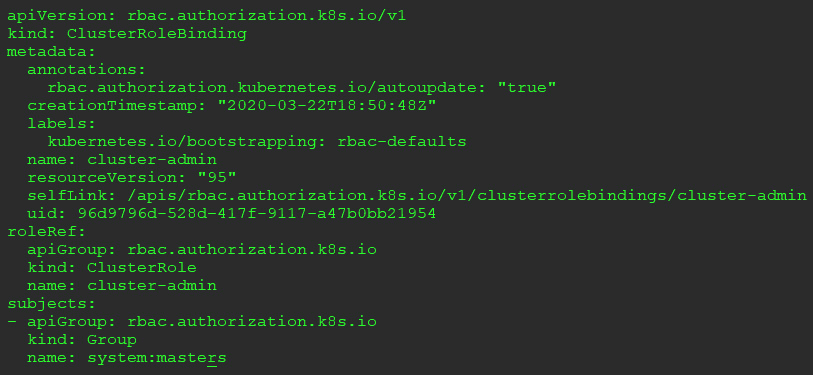 apiVersion: rbac.authorization.k8s.io/v1
kind: ClusterRoleBinding
metadata:
  annotations:
    rbac.authorization.kubernetes.io/autoupdate: "true"
  creationTimestamp: "2020-03-22T18:50:48Z"
  labels:
    kubernetes.io/bootstrapping: rbac-defaults
  name: cluster-admin
  resourceVersion: "95"
  selfLink: /apis/rbac.authorization.k8s.io/v1/clusterrolebindings/cluster-admin
  uid: 96d9796d-528d-417f-9117-a47b0bb21954
roleRef:
  apiGroup: rbac.authorization.k8s.io
  kind: ClusterRole
  name: cluster-admin
subjects:
- apiGroup: rbac.authorization.k8s.io
  kind: Group
  name: system:masters